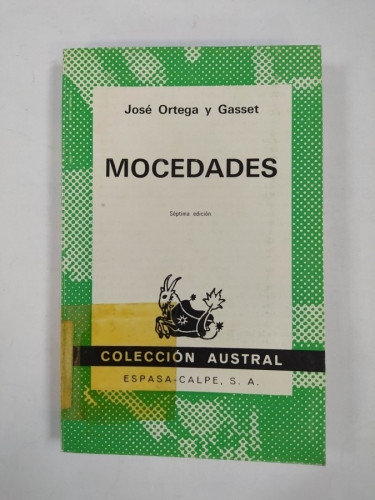 José Ortega y Gasset
MOCEDADES
Séptima edición
COLECCIÓN AUSTRAL
ESPASA-CALPE, S. A.